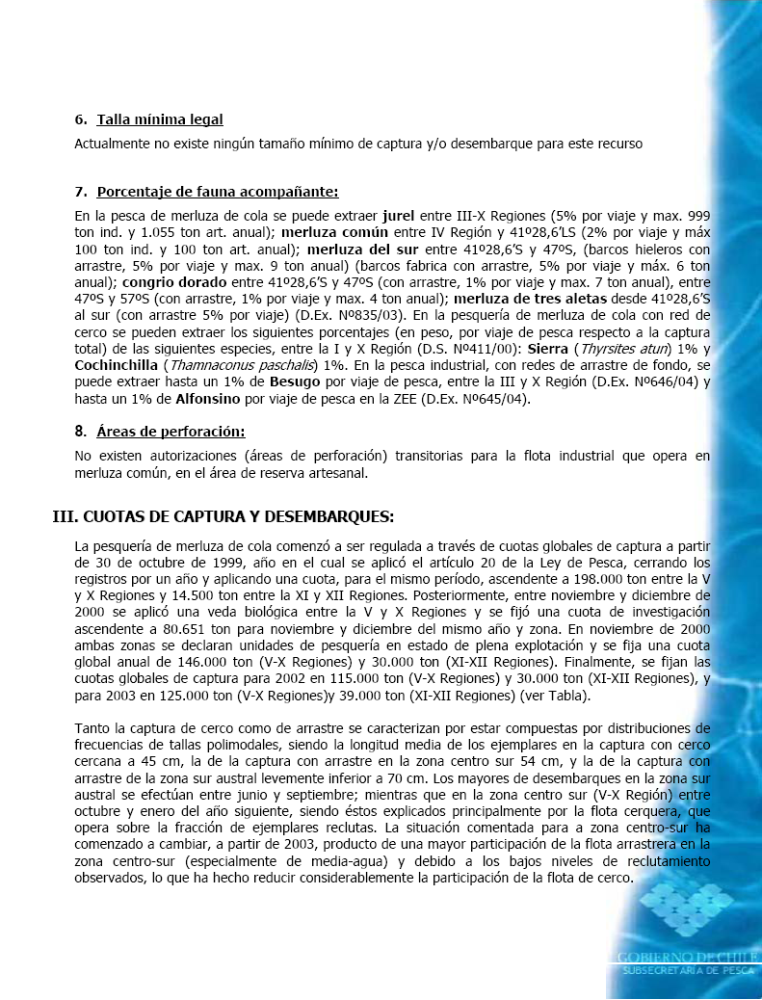 6. Talla mínima legal
Actualmente no existe ningún tamaño mínimo de captura y/o desembarque para este recurso
7. Porcentaje de fauna acompañante:
En la pesca de merluza de cola se puede extraer jurel entre III-X Regiones (5% por viaje y max. 999
ton ind. y 1.055 ton art. anual); merluza común entre IV Región y 41º28,6’LS (2% por viaje y máx
100 ton ind. y 100 ton art. anual); merluza del sur entre 41º28,6’S y 47ºS, (barcos hieleros con
arrastre, 5% por viaje y max. 9 ton anual) (barcos fabrica con arrastre, 5% por viaje y máx. 6 ton
anual); congrio dorado entre 41º28,6’S y 47ºS (con arrastre, 1% por viaje y max. 7 ton anual), entre
47ºS y 57ºS (con arrastre, 1% por viaje y max. 4 ton anual); merluza de tres aletas desde 41º28,6’S
al sur (con arrastre 5% por viaje) (D.Ex. Nº835/03). En la pesquería de merluza de cola con red de
cerco se pueden extraer los siguientes porcentajes (en peso, por viaje de pesca respecto a la captura
total) de las siguientes especies, entre la I y X Región (D.S. Nº411/00): Sierra (Thyrsites atun) 1% y
Cochinchilla (Thamnaconus paschalis) 1%. En la pesca industrial, con redes de arrastre de fondo, se
puede extraer hasta un 1% de Besugo por viaje de pesca, entre la III y X Región (D.Ex. Nº646/04) y
hasta un 1% de Alfonsino por viaje de pesca en la ZEE (D.Ex. Nº645/04).
8. Áreas de perforación:
No existen autorizaciones (áreas de perforación) transitorias para la flota industrial que opera en
merluza común, en el área de reserva artesanal.
III. CUOTAS DE CAPTURA Y DESEMBARQUES:
La pesquería de merluza de cola comenzó a ser regulada a través de cuotas globales de captura a partir
de 30 de octubre de 1999, año en el cual se aplicó el artículo 20 de la Ley de Pesca, cerrando los
registros por un año y aplicando una cuota, para el mismo período, ascendente a 198.000 ton entre la V
y X Regiones y 14.500 ton entre la XI y XII Regiones. Posteriormente, entre noviembre y diciembre de
2000 se aplicó una veda biológica entre la V y X Regiones y se fijó una cuota de investigación
ascendente a 80.651 ton para noviembre y diciembre del mismo año y zona. En noviembre de 2000
ambas zonas se declaran unidades de pesquería en estado de plena explotación y se fija una cuota
global anual de 146.000 ton (V-X Regiones) y 30.000 ton (XI-XII Regiones). Finalmente, se fijan las
cuotas globales de captura para 2002 en 115.000 ton (V-X Regiones) y 30.000 ton (XI-XII Regiones), y
para 2003 en 125.000 ton (V-X Regiones)y 39.000 ton (XI-XII Regiones) (ver Tabla).
Tanto la captura de cerco como de arrastre se caracterizan por estar compuestas por distribuciones de
frecuencias de tallas polimodales, siendo la longitud media de los ejemplares en la captura con cerco
cercana a 45 cm, la de la captura con arrastre en la zona centro sur 54 cm, y la de la captura con
arrastre de la zona sur austral levemente inferior a 70 cm. Los mayores de desembarques en la zona sur
austral se efectúan entre junio y septiembre; mientras que en la zona centro sur (V-X Región) entre
octubre y enero del año siguiente, siendo éstos explicados principalmente por la flota cerquera, que
opera sobre la fracción de ejemplares reclutas. La situación comentada para a zona centro-sur ha
comenzado a cambiar, a partir de 2003, producto de una mayor participación de la flota arrastrera en la
zona centro-sur (especialmente de media-agua) y debido a los bajos niveles de reclutamiento
observados, lo que ha hecho reducir considerablemente la participación de la flota de cerco.
GOBIERNO DE CHILE
SUBSECRETARÍA DE PESCA